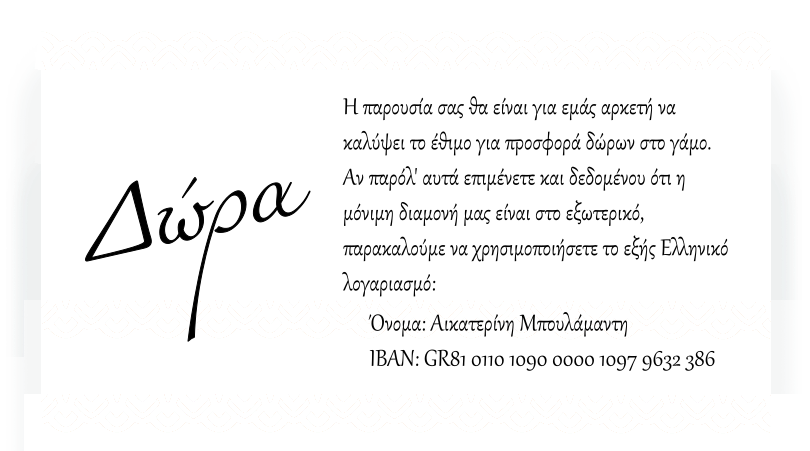 Δώρα
Η παρουσία σας θα είναι για εμάς αρκετή να
καλύψει το έθιμο για προσφορά δώρων στο γάμο.
Αν παρόλ' αυτά επιμένετε και δεδομένου ότι η
μόνιμη διαμονή μας είναι στο εξωτερικό,
παρακαλούμε να χρησιμοποιήσετε το εξής Ελληνικό
λογαριασμό:
Όνομα: Αικατερίνη Μπουλάμαντη
IBAN: GR81 0110 1090 0000 1097 9632 386